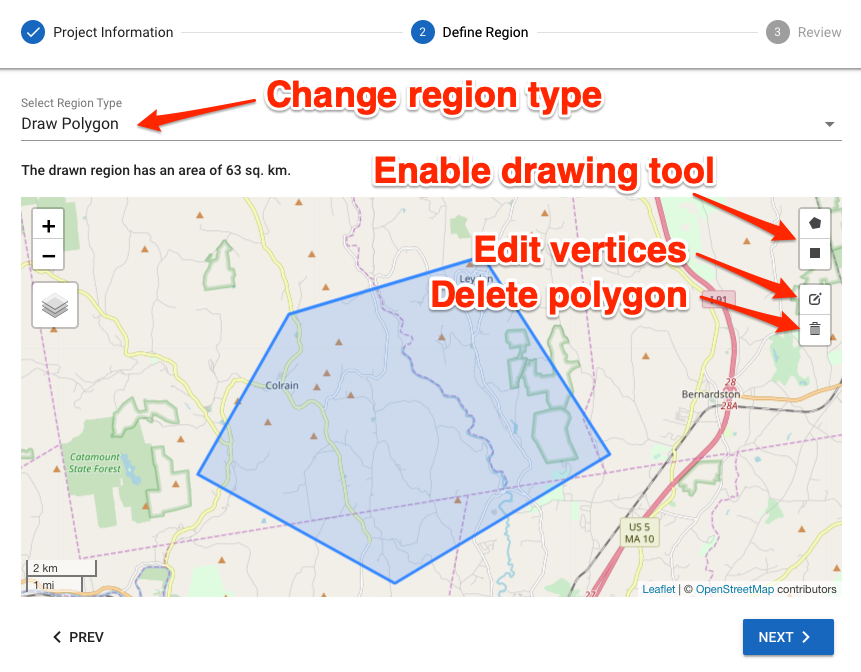 Project Information
2
Define Region
3
Review
Select Region Type
Change region type
Draw Polygon
The drawn region has an area of 63 sq. km.
Enable drawing tool
+
−
Edit vertices
Leyden
Delete polygon
I 91
Colrain
28
Bernardston
28A
Catamount
State Forest
US 5
MA 10
2 km
1 mi
27
Leaflet | © OpenStreetMap contributors
PREV
NEXT